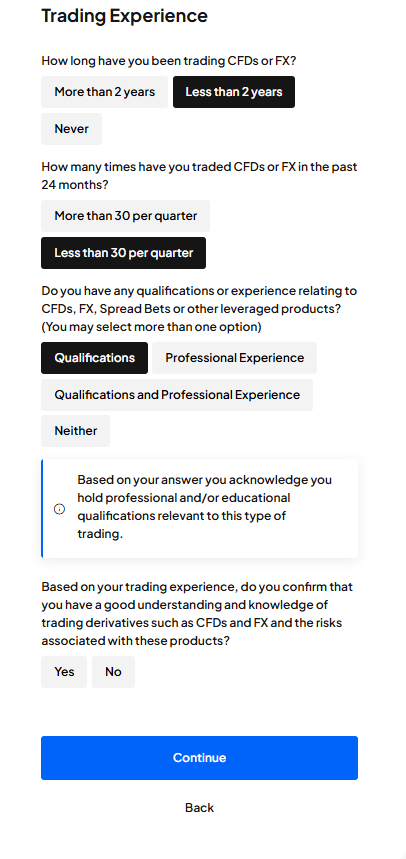 Trading Experience
How long have you been trading CFDs or FX?
More than 2 years
Less than 2 years
Never
How many times have you traded CFDs or FX in the past
24 months?
More than 30 per quarter
Less than 30 per quarter
Do you have any qualifications or experience relating to
CFDs, FX, Spread Bets or other leveraged products?
(You may select more than one option)
Qualifications
Professional Experience
Qualifications and Professional Experience
Neither
Based on your answer you acknowledge you
hold professional and/or educational
qualifications relevant to this type of
trading.
Based on your trading experience, do you confirm that
you have a good understanding and knowledge of
trading derivatives such as CFDs and FX and the risks
associated with these products?
Yes
No
Continue
Back